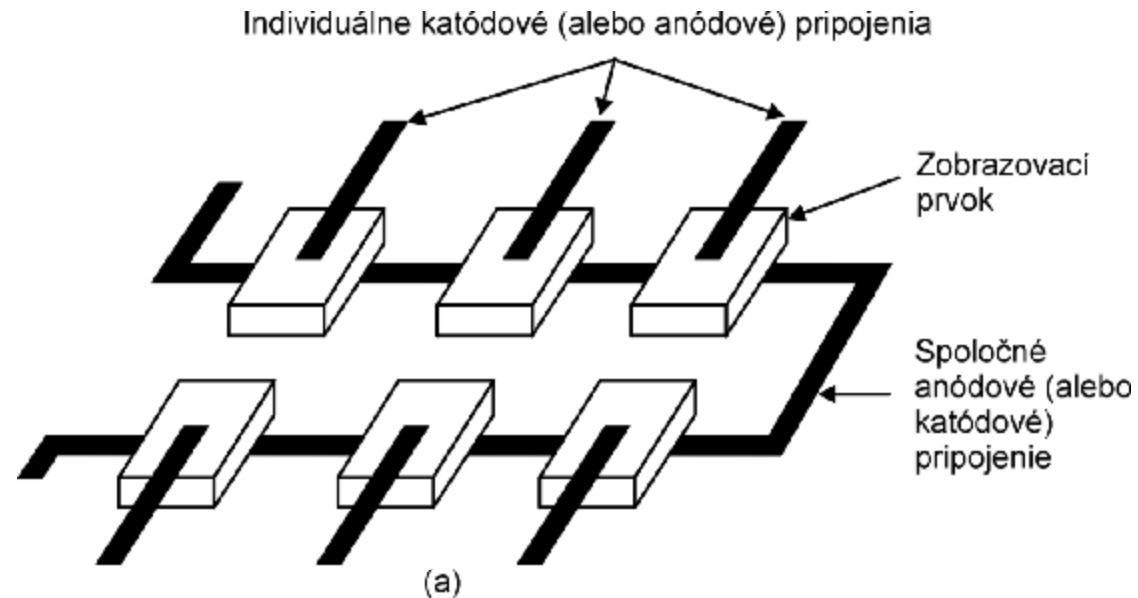 Individuálne katódové (alebo anódové) pripojenia
Zobrazovací
prvok
Spoločné
anódové (alebo
katódové)
pripojenie
(a)